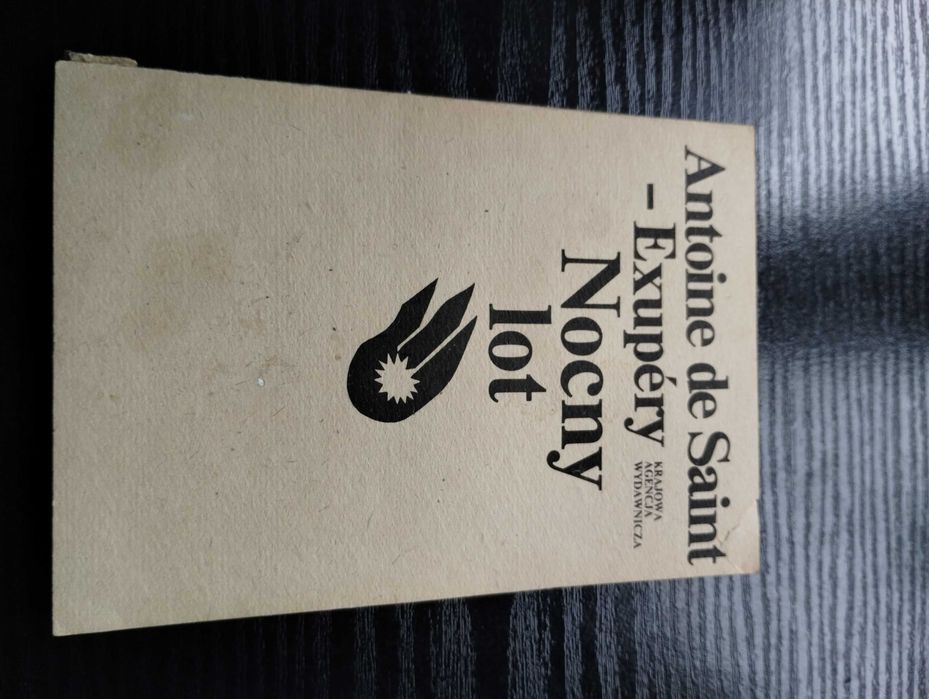 Antoine de Saint
– Exupéry
KRAJOWA
AGENCJA
WYDAWNICZA
Nocny
lot